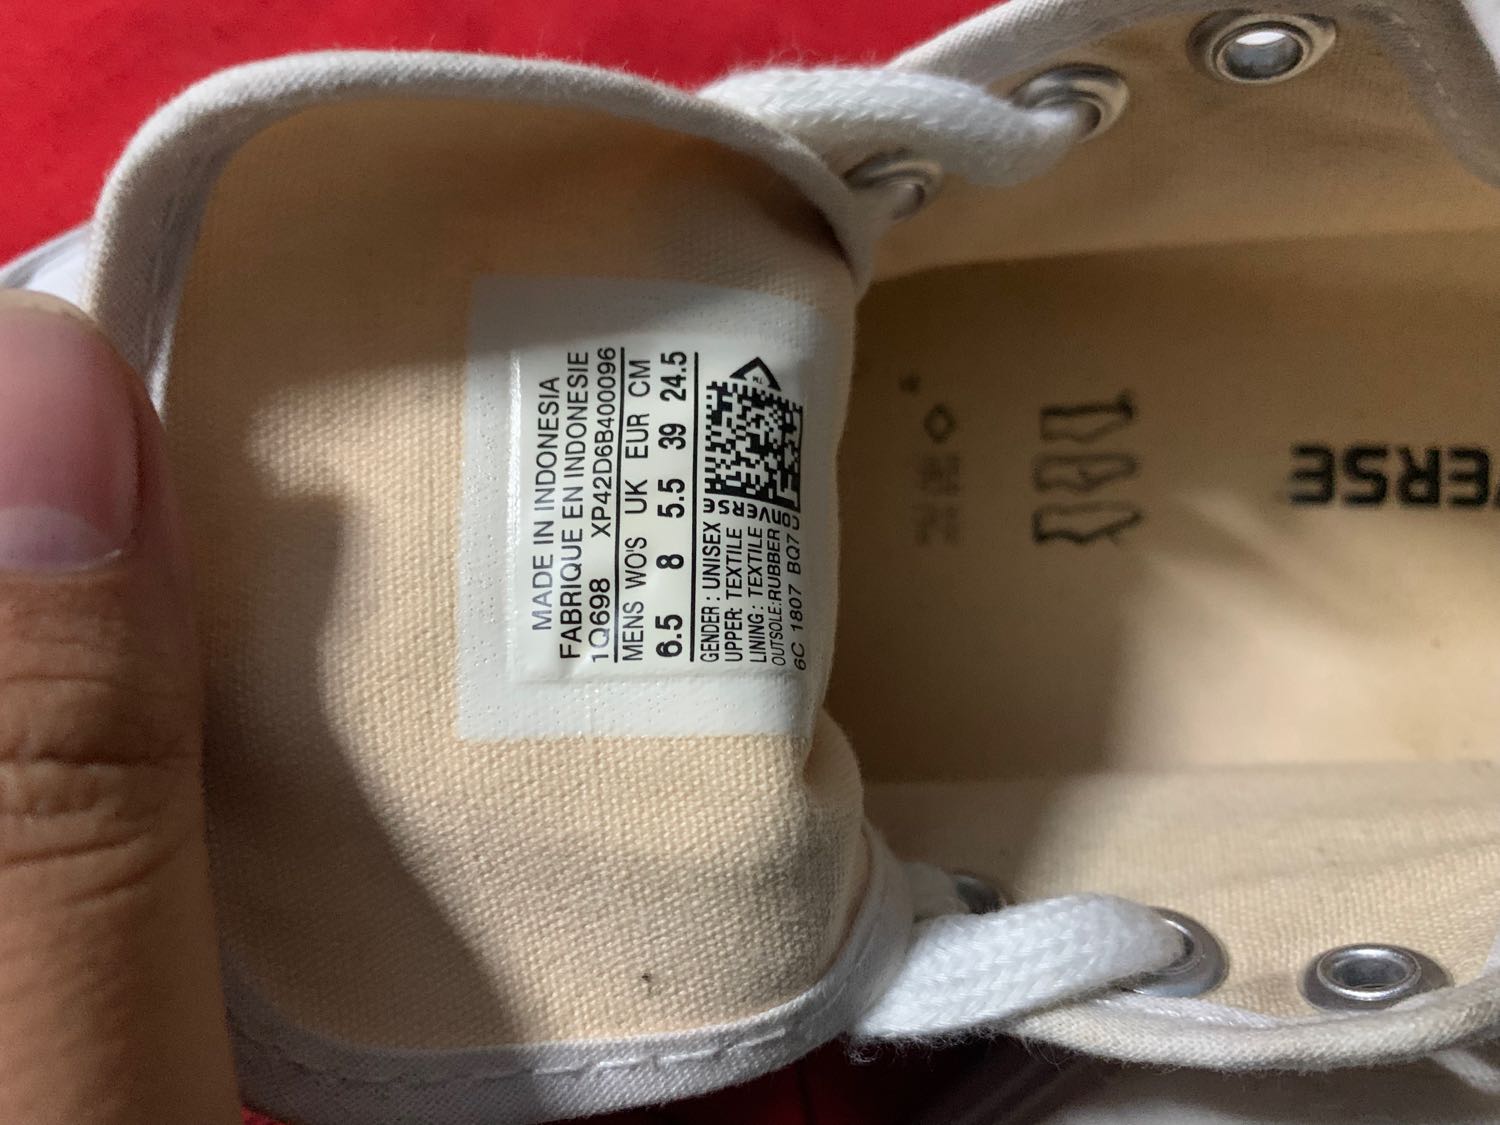 MADE IN INDONESIA
FABRIQUE EN INDONESIE
1Q698 XP42D6B400096
MENS WO'S UK EUR CM
6.5 8 5.5 39 24.5
GENDER : UNISEX
UPPER: TEXTILE
LINING : TEXTILE
OUTSOLE:RUBBER
6C 1807 BQ7
CONVERSE
VERSE